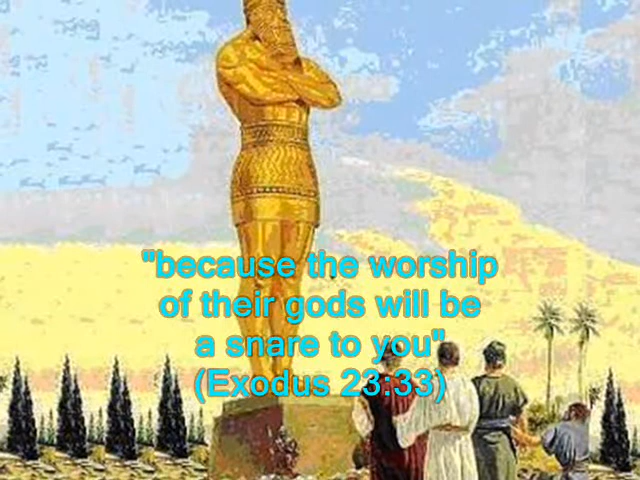 "because the worship
of their gods will be
a snare to you"
(Exodus 23:33)